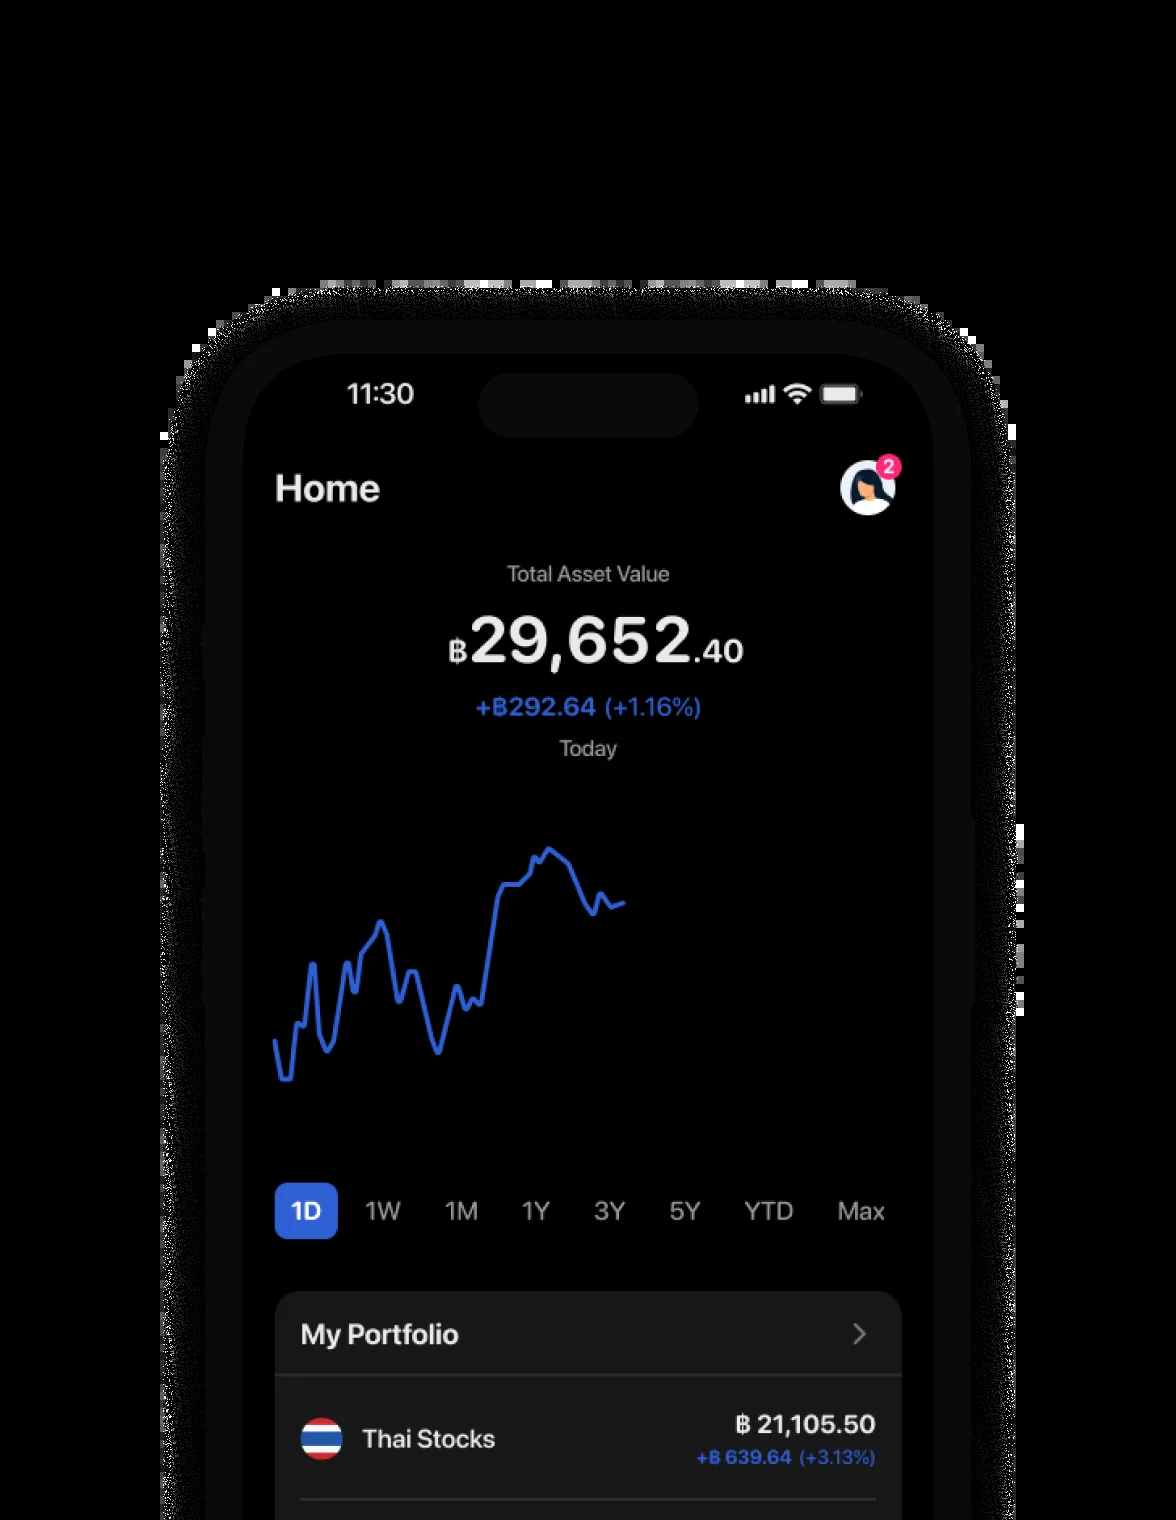 11:30
Home
2
Total Asset Value
฿29,652.40
+฿292.64 (+1.16%)
Today
1D 1W 1M 1Y 3Y 5Y YTD Max
My Portfolio
Thai Stocks
฿ 21,105.50
+฿ 639.64 (+3.13%)